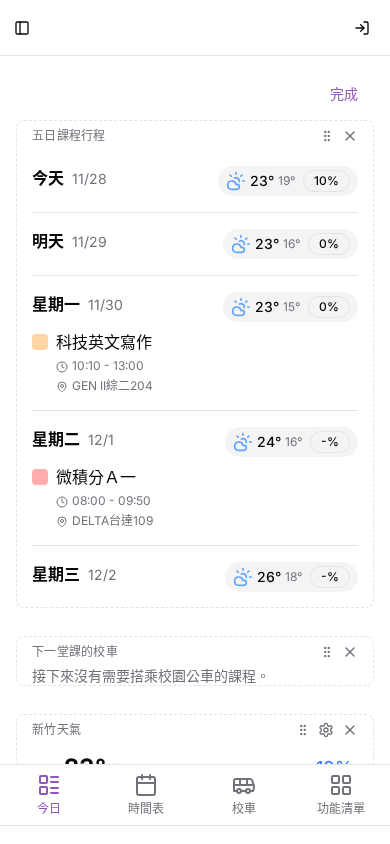 完成
五日課程行程
今天 11/28 23° 19° 10%
明天 11/29 23° 16° 0%
星期一 11/30 23° 15° 0%
科技英文寫作
10:10 - 13:00
GEN II綜二204
星期二 12/1 24° 16° -%
微積分Ａ一
08:00 - 09:50
DELTA台達109
星期三 12/2 26° 18° -%
下一堂課的校車
接下來沒有需要搭乘校園公車的課程。
新竹天氣
今日 時間表 校車 功能清單